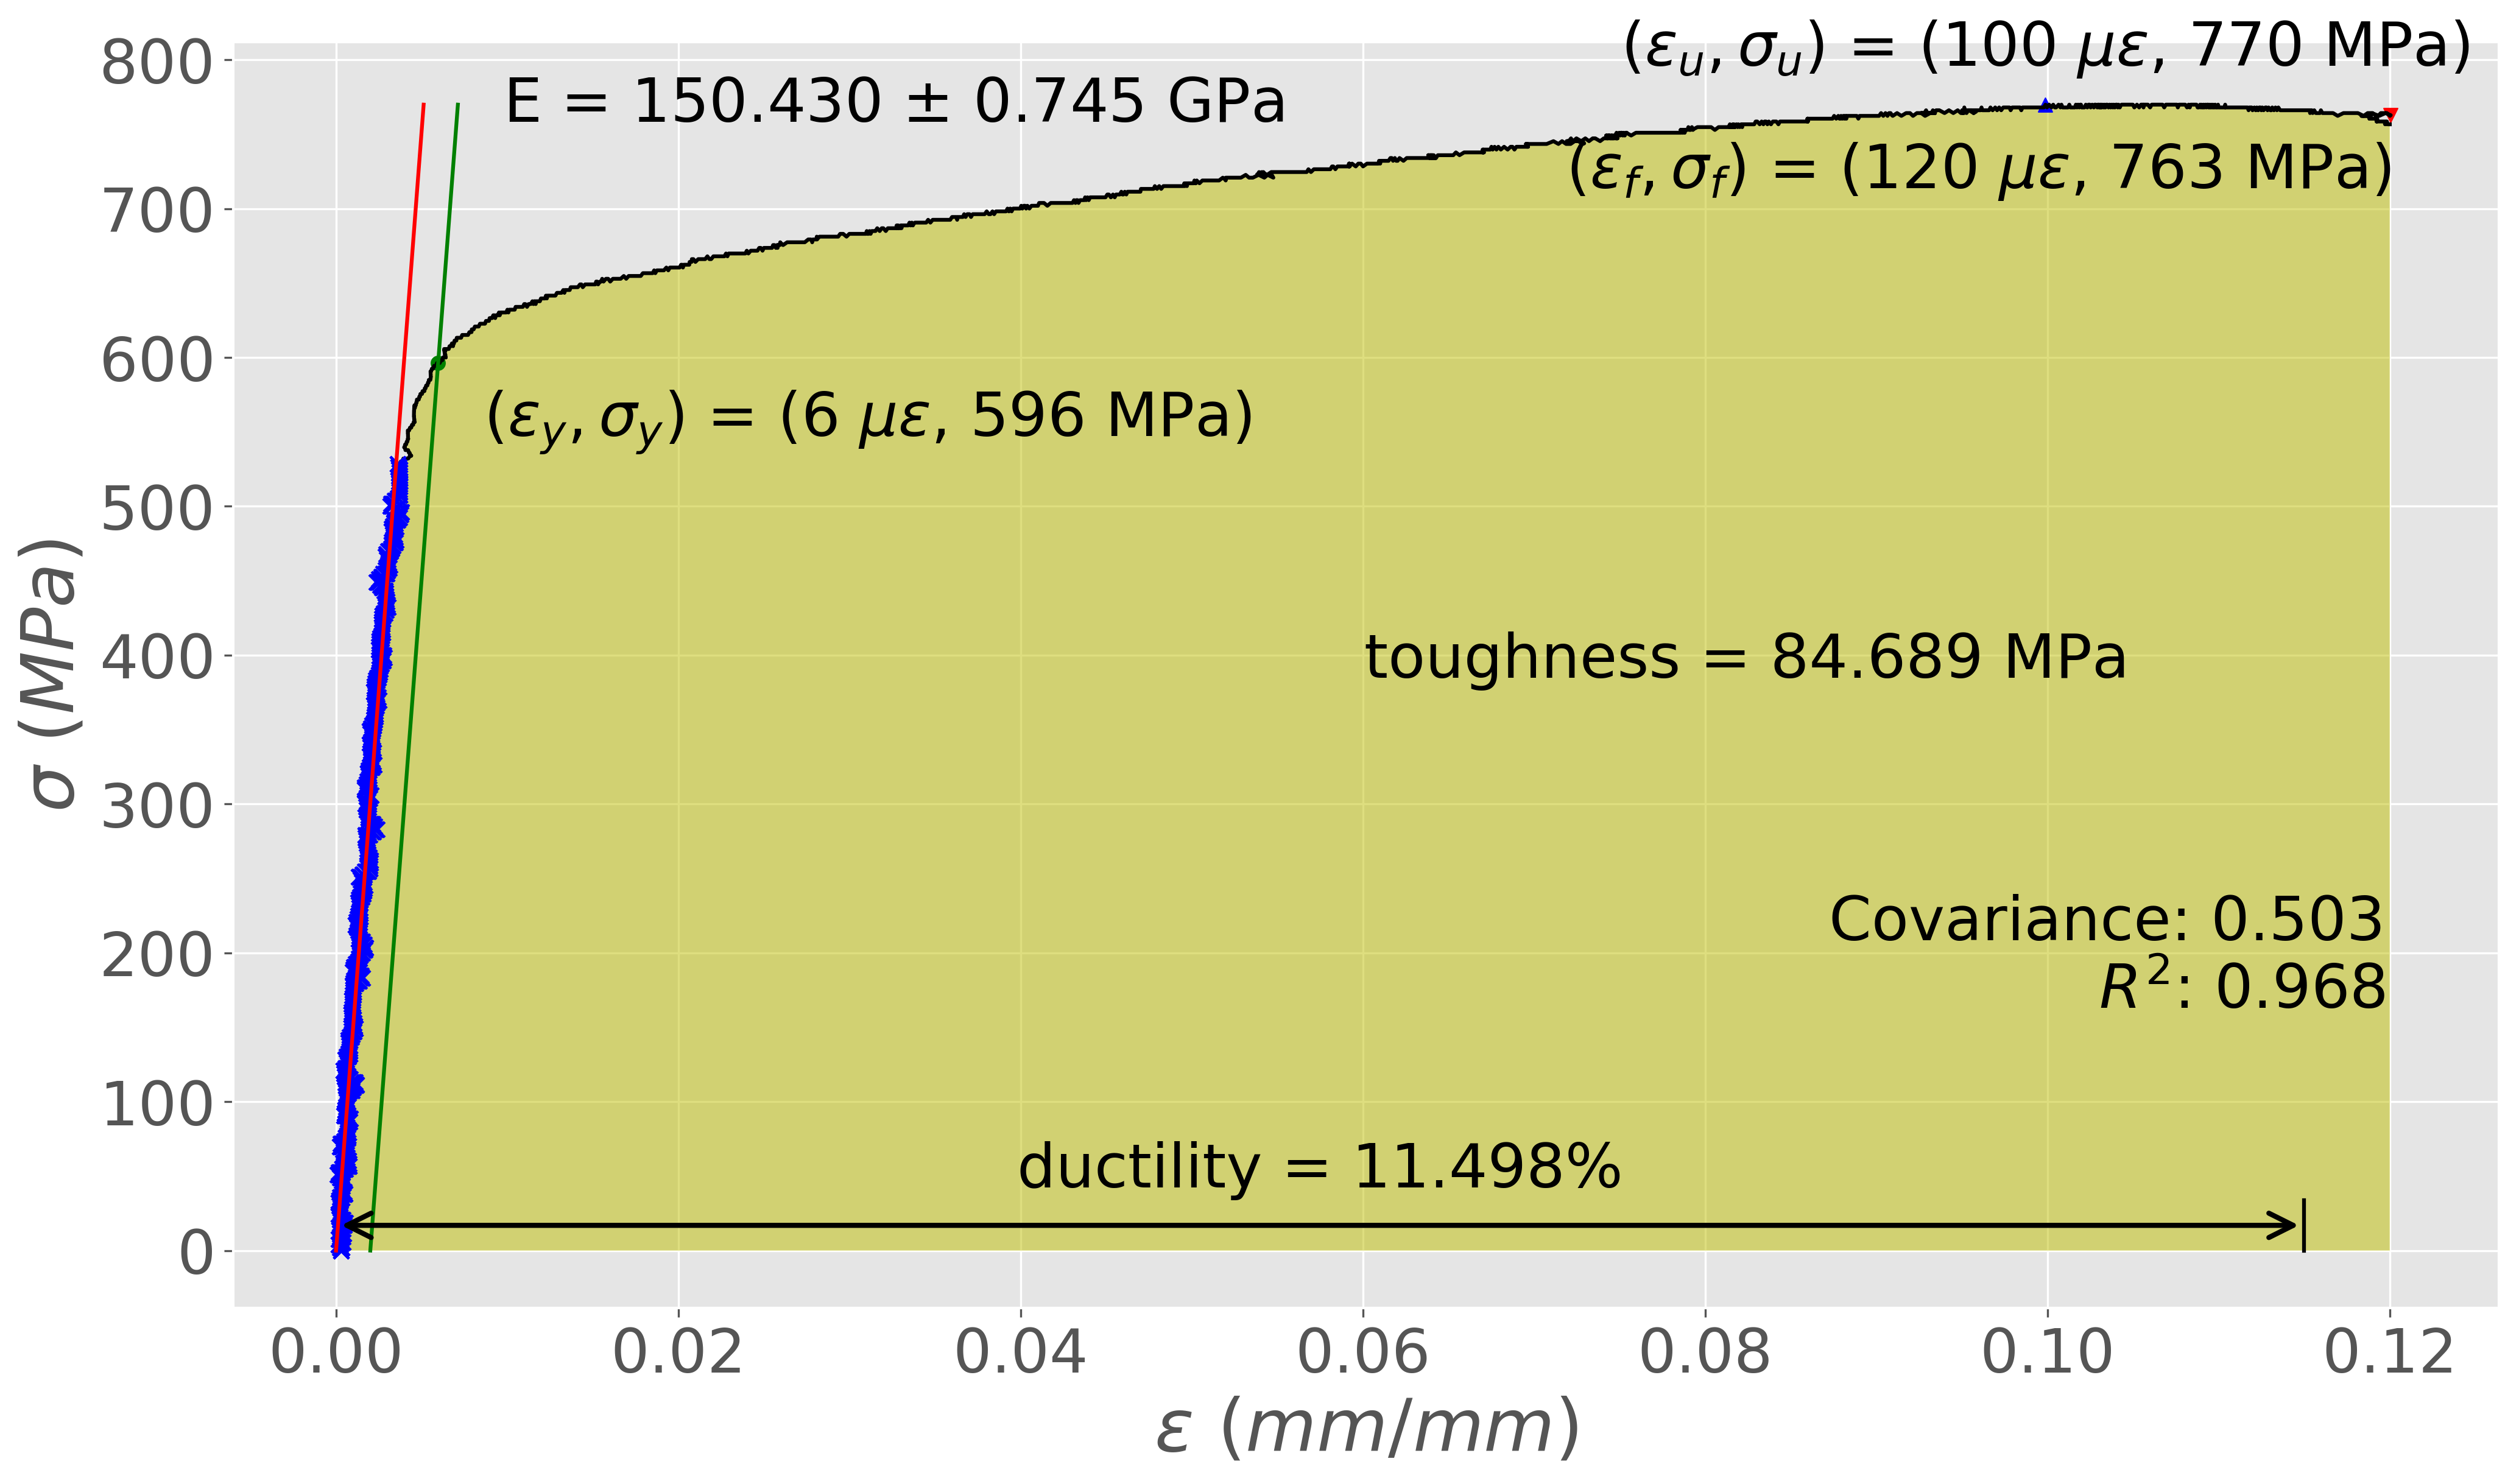 (εu, σu) = (100 με, 770 MPa)
E = 150.430 ± 0.745 GPa
(εf, σf) = (120 με, 763 MPa)
(εy, σy) = (6 με, 596 MPa)
toughness = 84.689 MPa
Covariance: 0.503
R²: 0.968
ductility = 11.498%
800
700
600
500
400
300
200
100
0
σ (MPa)
0.00 0.02 0.04 0.06 0.08 0.10 0.12
ε (mm/mm)